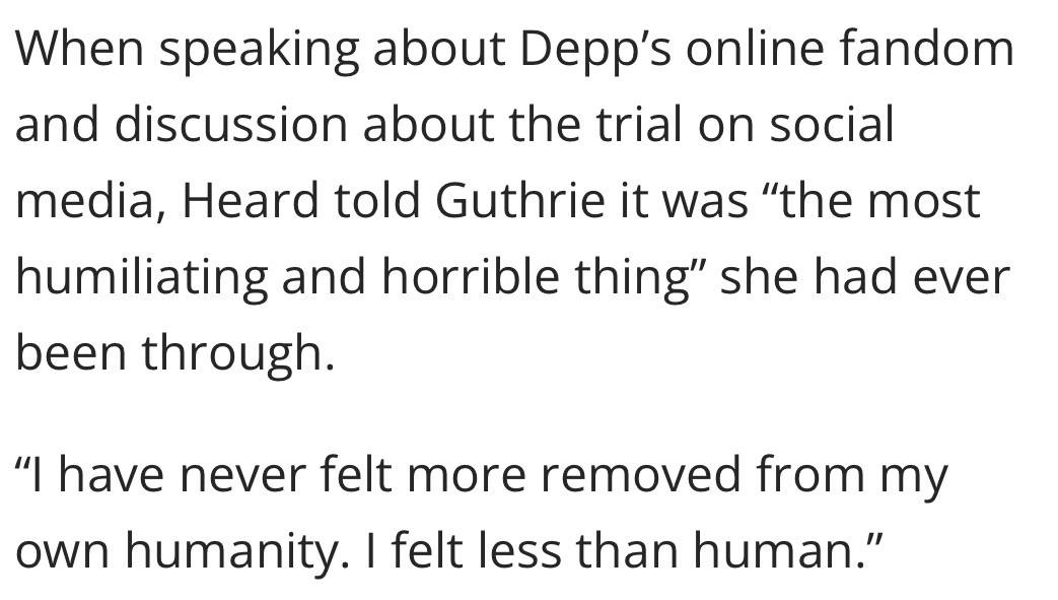 When speaking about Depp’s online fandom
and discussion about the trial on social
media, Heard told Guthrie it was “the most
humiliating and horrible thing” she had ever
been through.
“I have never felt more removed from my
own humanity. I felt less than human.”